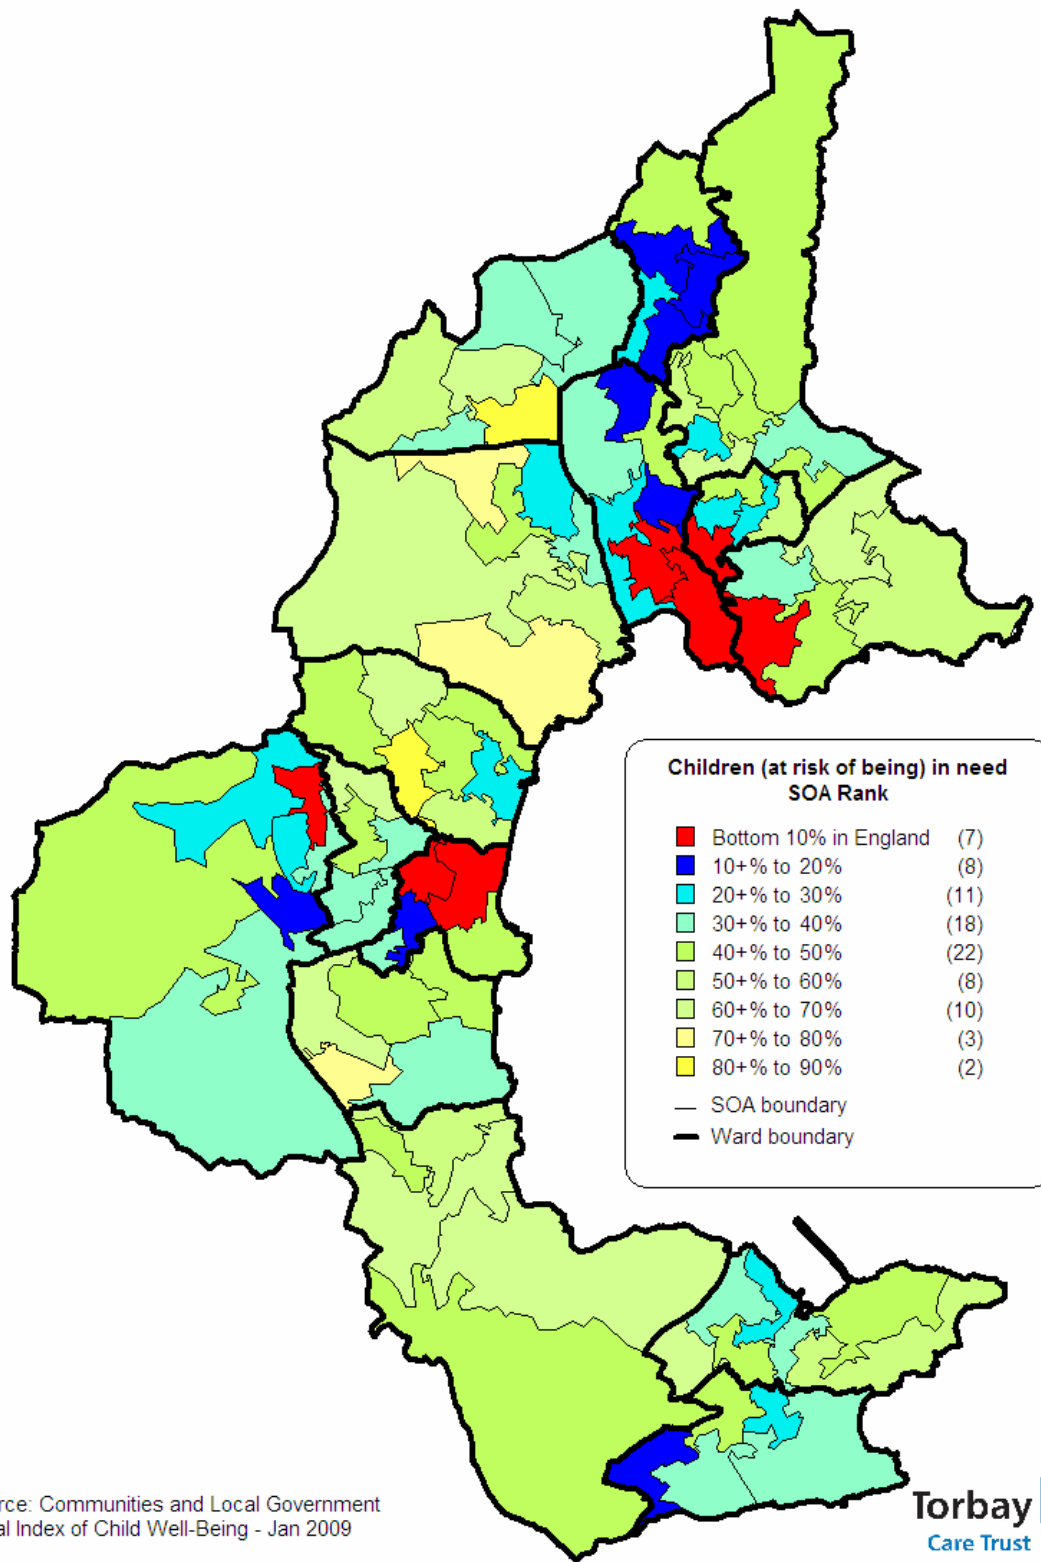 Children (at risk of being) in need
SOA Rank
Bottom 10% in England (7)
10+% to 20% (8)
20+% to 30% (11)
30+% to 40% (18)
40+% to 50% (22)
50+% to 60% (8)
60+% to 70% (10)
70+% to 80% (3)
80+% to 90% (2)
SOA boundary
Ward boundary
rce: Communities and Local Government
al Index of Child Well-Being - Jan 2009
Torbay
Care Trust